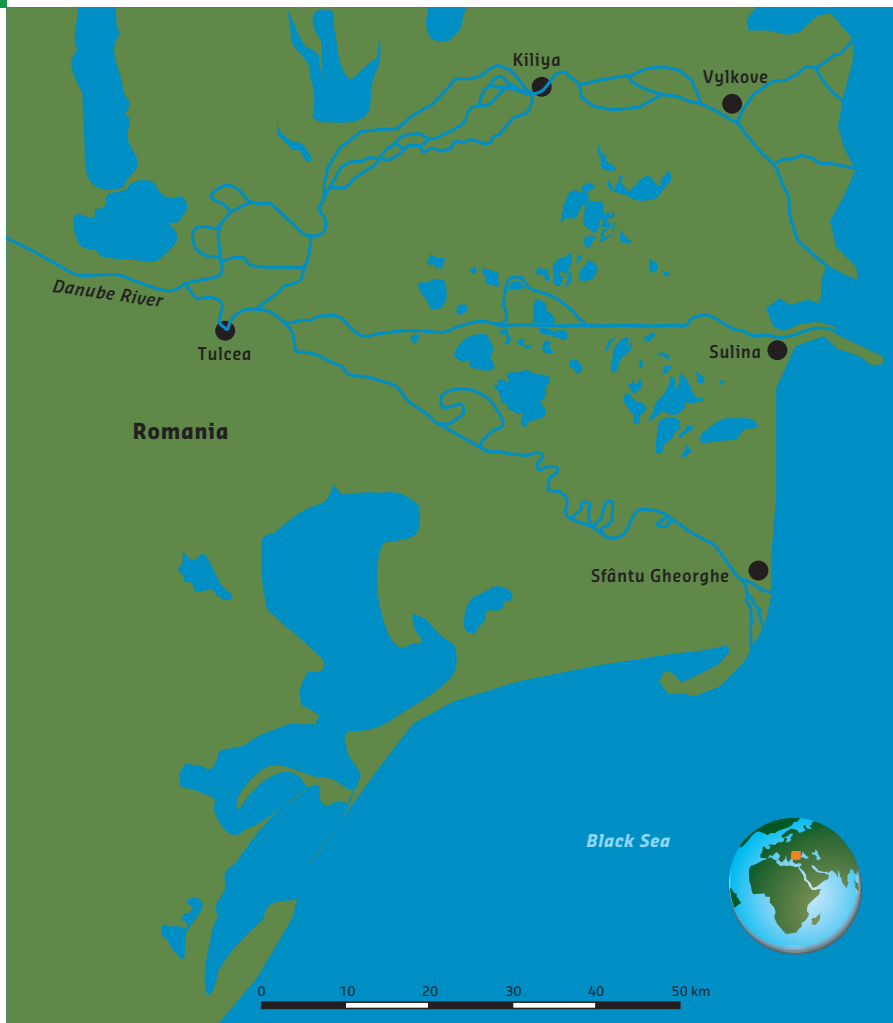 Kiliya
Vylkove
Danube River
Tulcea
Sulina
Romania
Sfântu Gheorghe
Black Sea
0 10 20 30 40 50 km